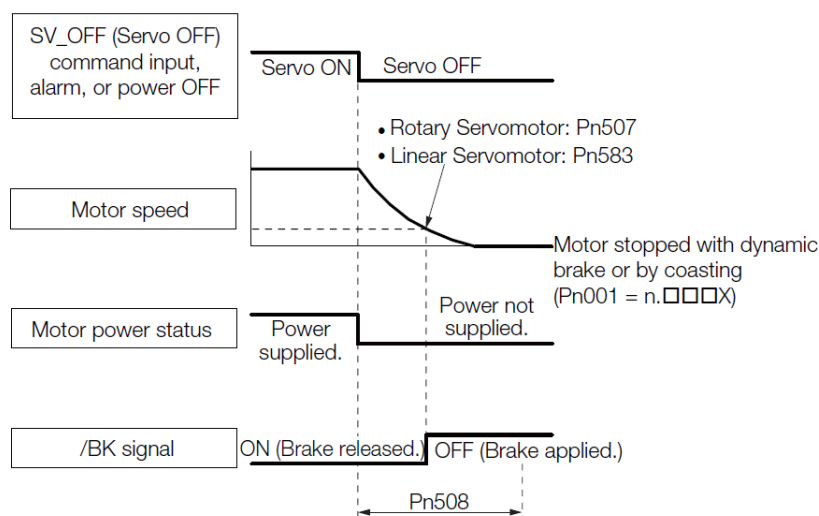 SV_OFF (Servo OFF)
command input,
alarm, or power OFF
Servo ON
Servo OFF
• Rotary Servomotor: Pn507
• Linear Servomotor: Pn583
Motor speed
Motor stopped with dynamic
brake or by coasting
(Pn001 = n.□□□X)
Motor power status
Power
supplied.
Power not
supplied.
/BK signal
ON (Brake released.)
OFF (Brake applied.)
Pn508